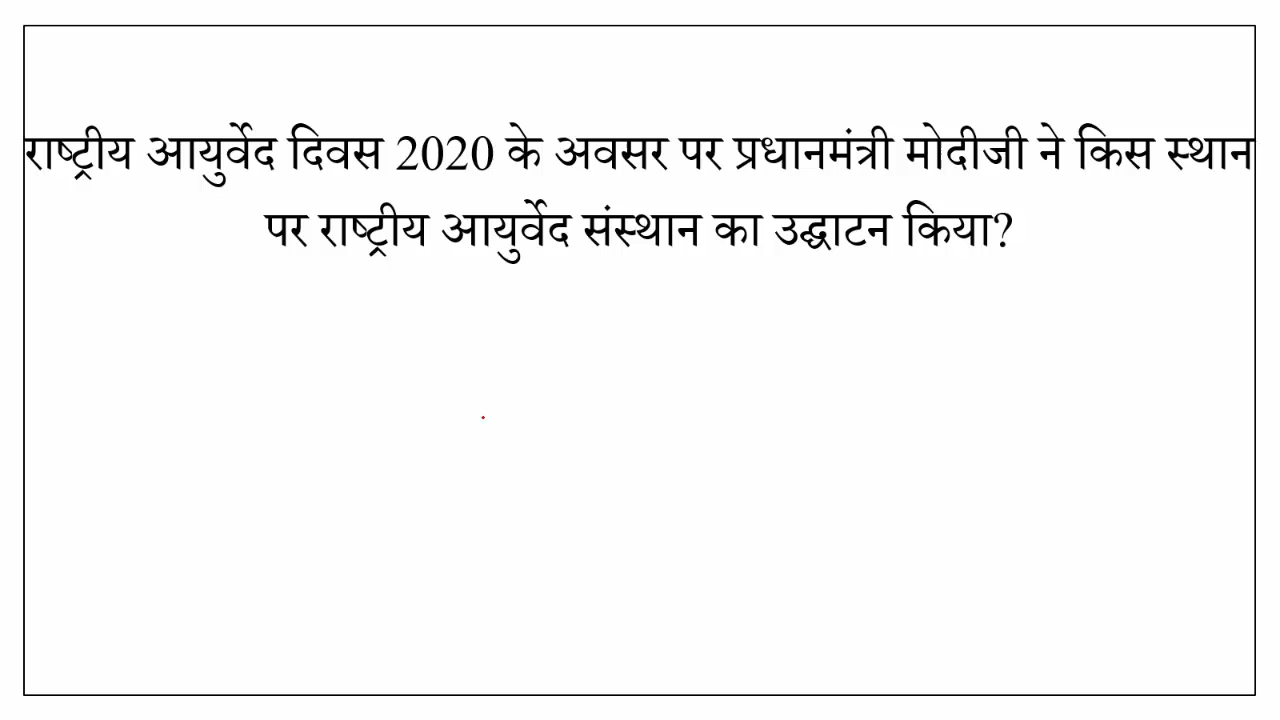 राष्ट्रीय आयुर्वेद दिवस 2020 के अवसर पर प्रधानमंत्री मोदीजी ने किस स्थान
पर राष्ट्रीय आयुर्वेद संस्थान का उद्घाटन किया?